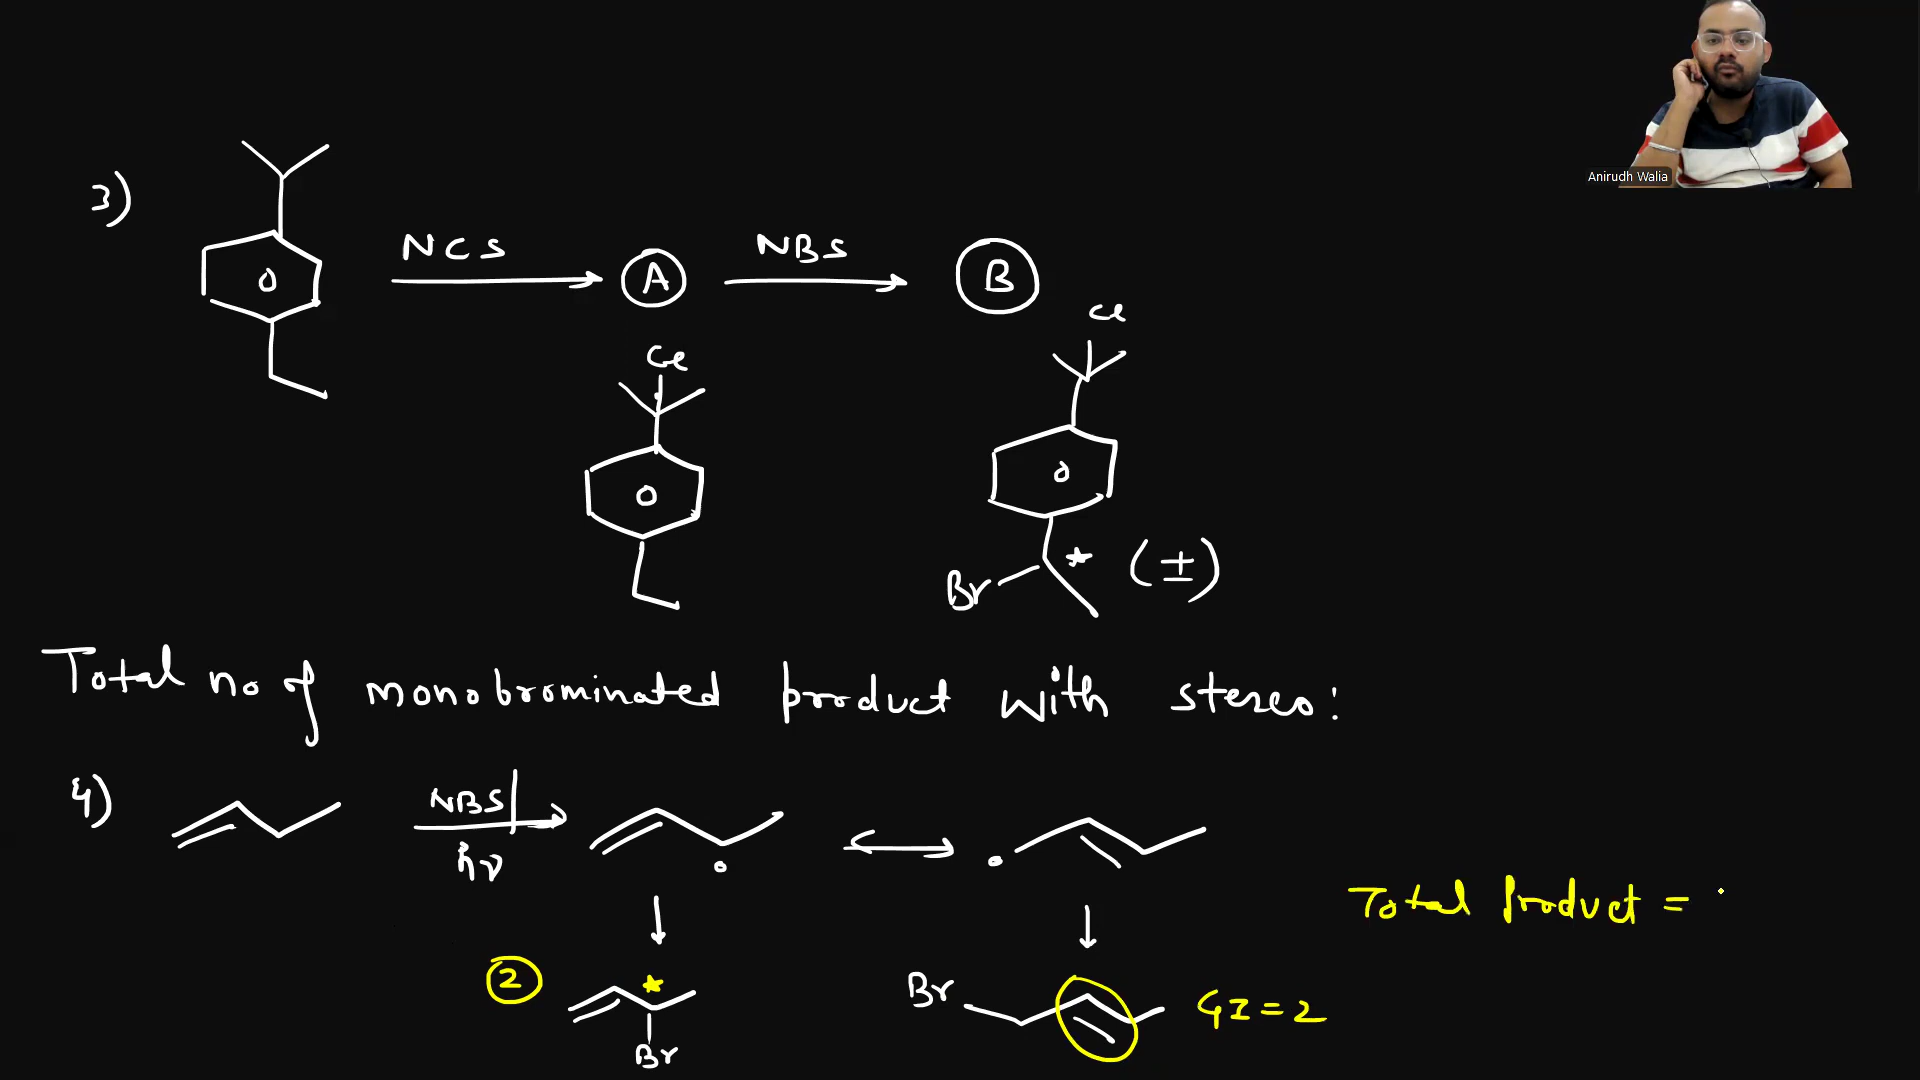 Anirudh Walia
3)
NCS
A
NBS
B
Cl
Cl
Br
* (±)
Total no of monobrominated product with stereo:
4)
NBS
hν
Total Product =
2
*
Br
Br
GI = 2